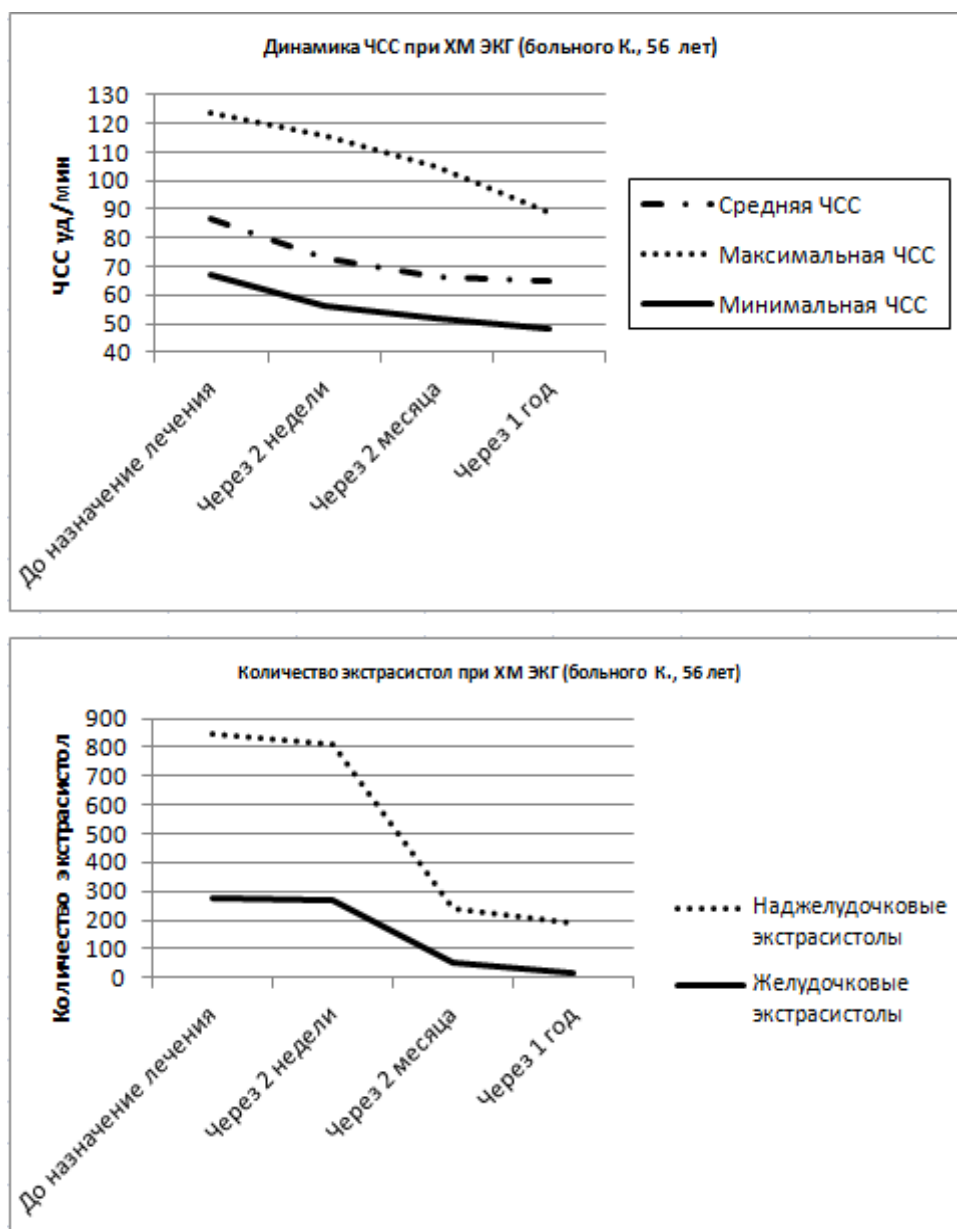 Динамика ЧСС при ХМ ЭКГ (больного К., 56 лет)
ЧСС уд/мин
130
120
110
100
90
80
70
60
50
40
До назначение лечения
Через 2 недели
Через 2 месяца
Через 1 год
Средняя ЧСС
Максимальная ЧСС
Минимальная ЧСС
Количество экстрасистол при ХМ ЭКГ (больного К., 56 лет)
Количество экстрасистол
900
800
700
600
500
400
300
200
100
0
До назначение лечения
Через 2 недели
Через 2 месяца
Через 1 год
Наджелудочковые
экстрасистолы
Желудочковые
экстрасистолы